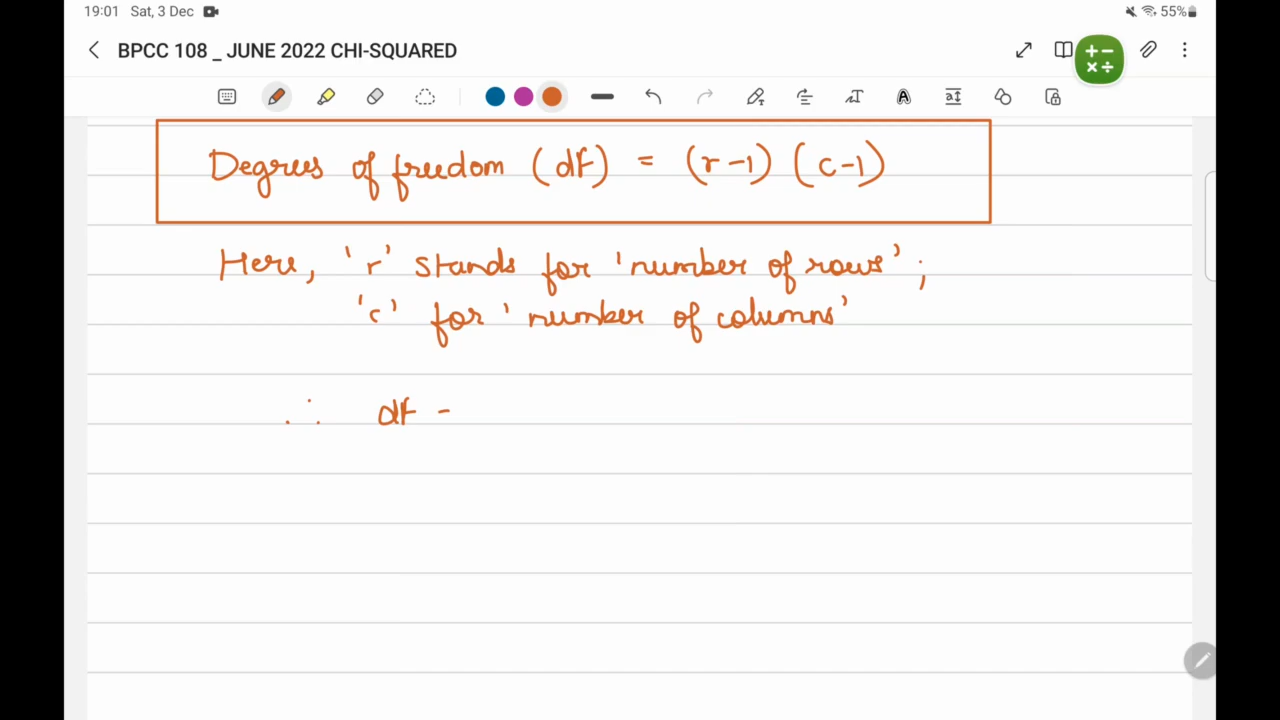 19:01 Sat, 3 Dec 55%
BPCC 108 _ JUNE 2022 CHI-SQUARED
Degrees of freedom (df) = (r-1) (c-1)
Here, 'r' stands for 'number of rows' ;
'c' for 'number of columns'
∴ df -